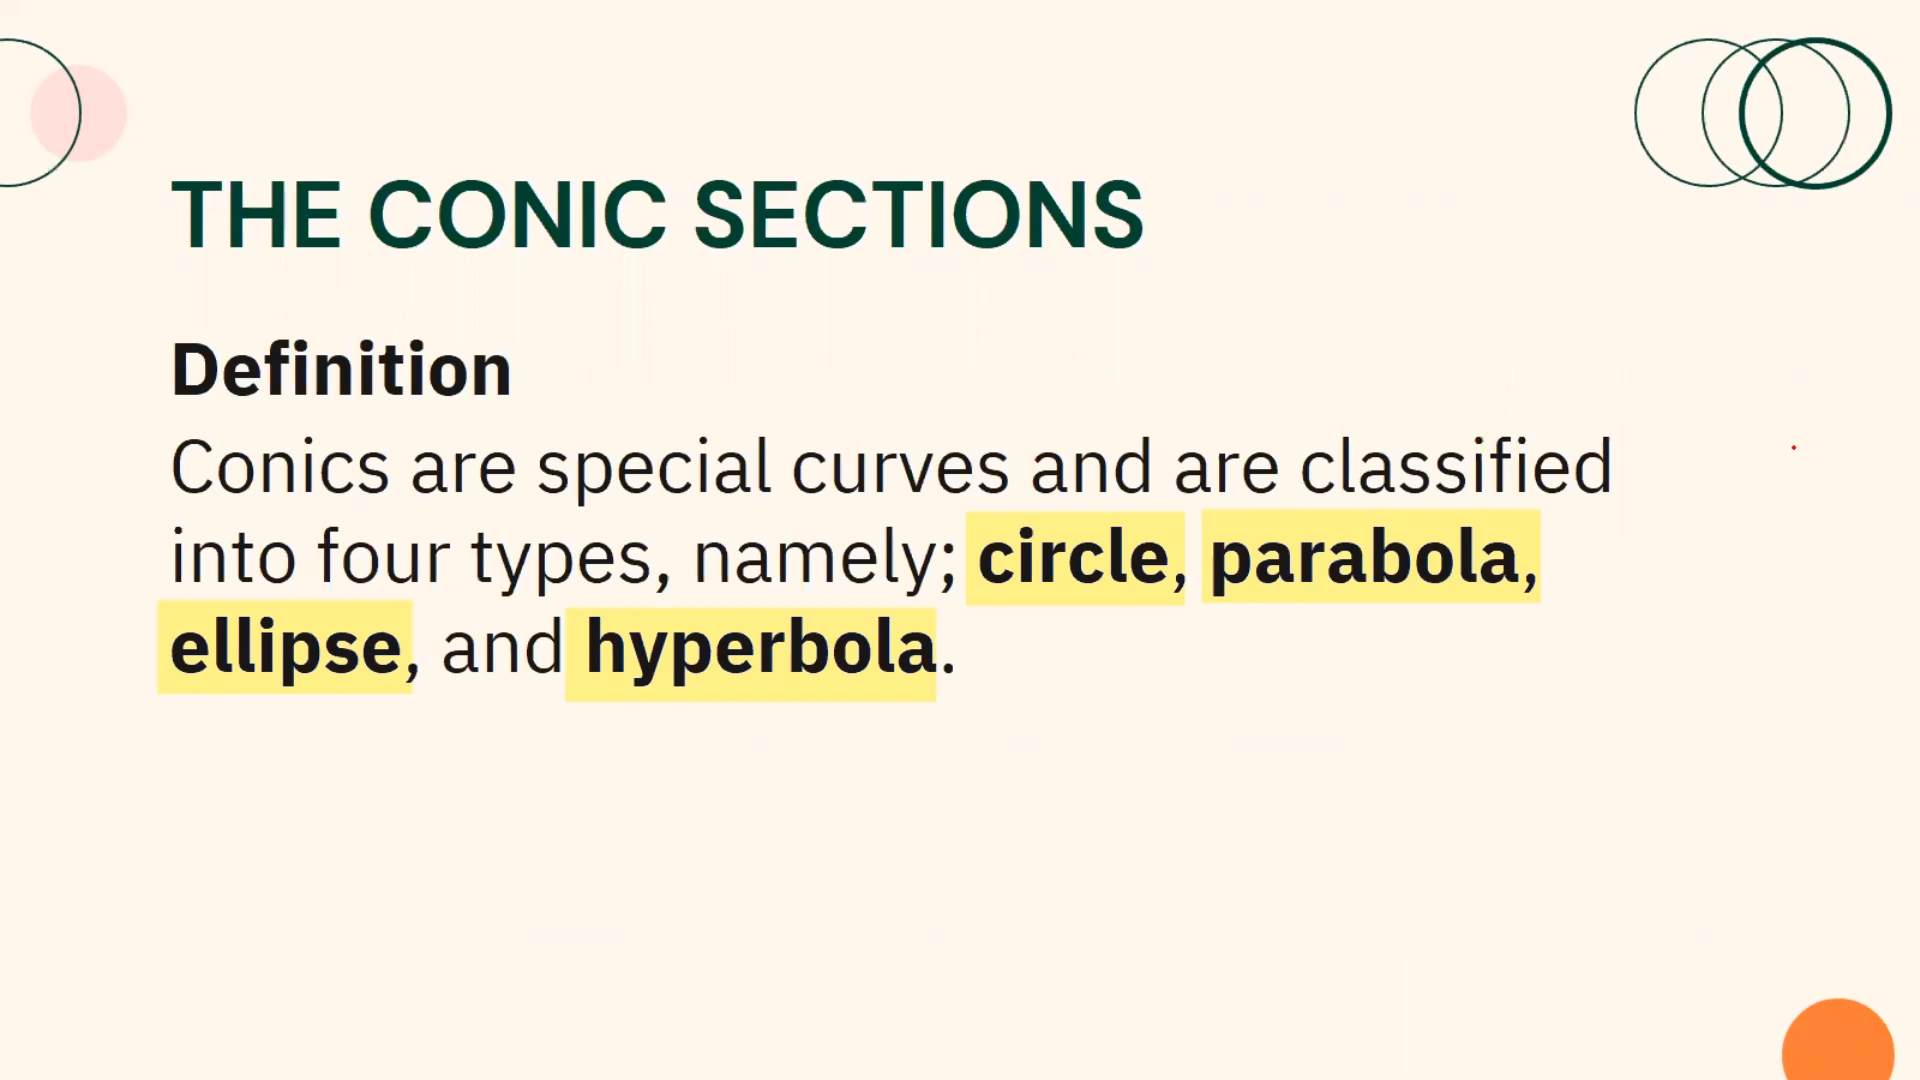 THE CONIC SECTIONS
Definition
Conics are special curves and are classified
into four types, namely; circle, parabola,
ellipse, and hyperbola.